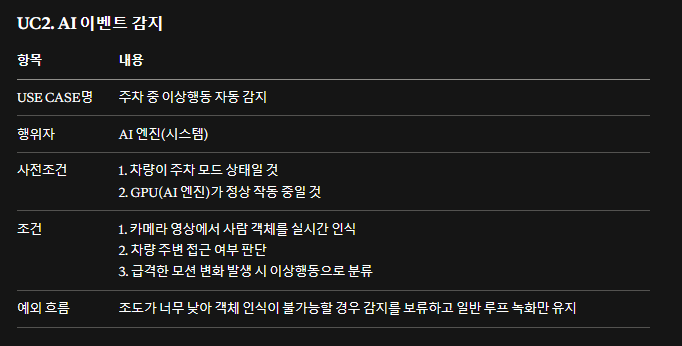 UC2. AI 이벤트 감지
항목 내용
USE CASE명 주차 중 이상행동 자동 감지
행위자 AI 엔진(시스템)
사전조건 1. 차량이 주차 모드 상태일 것
2. GPU(AI 엔진)가 정상 작동 중일 것
조건 1. 카메라 영상에서 사람 객체를 실시간 인식
2. 차량 주변 접근 여부 판단
3. 급격한 모션 변화 발생 시 이상행동으로 분류
예외 흐름 조도가 너무 낮아 객체 인식이 불가능할 경우 감지를 보류하고 일반 루프 녹화만 유지